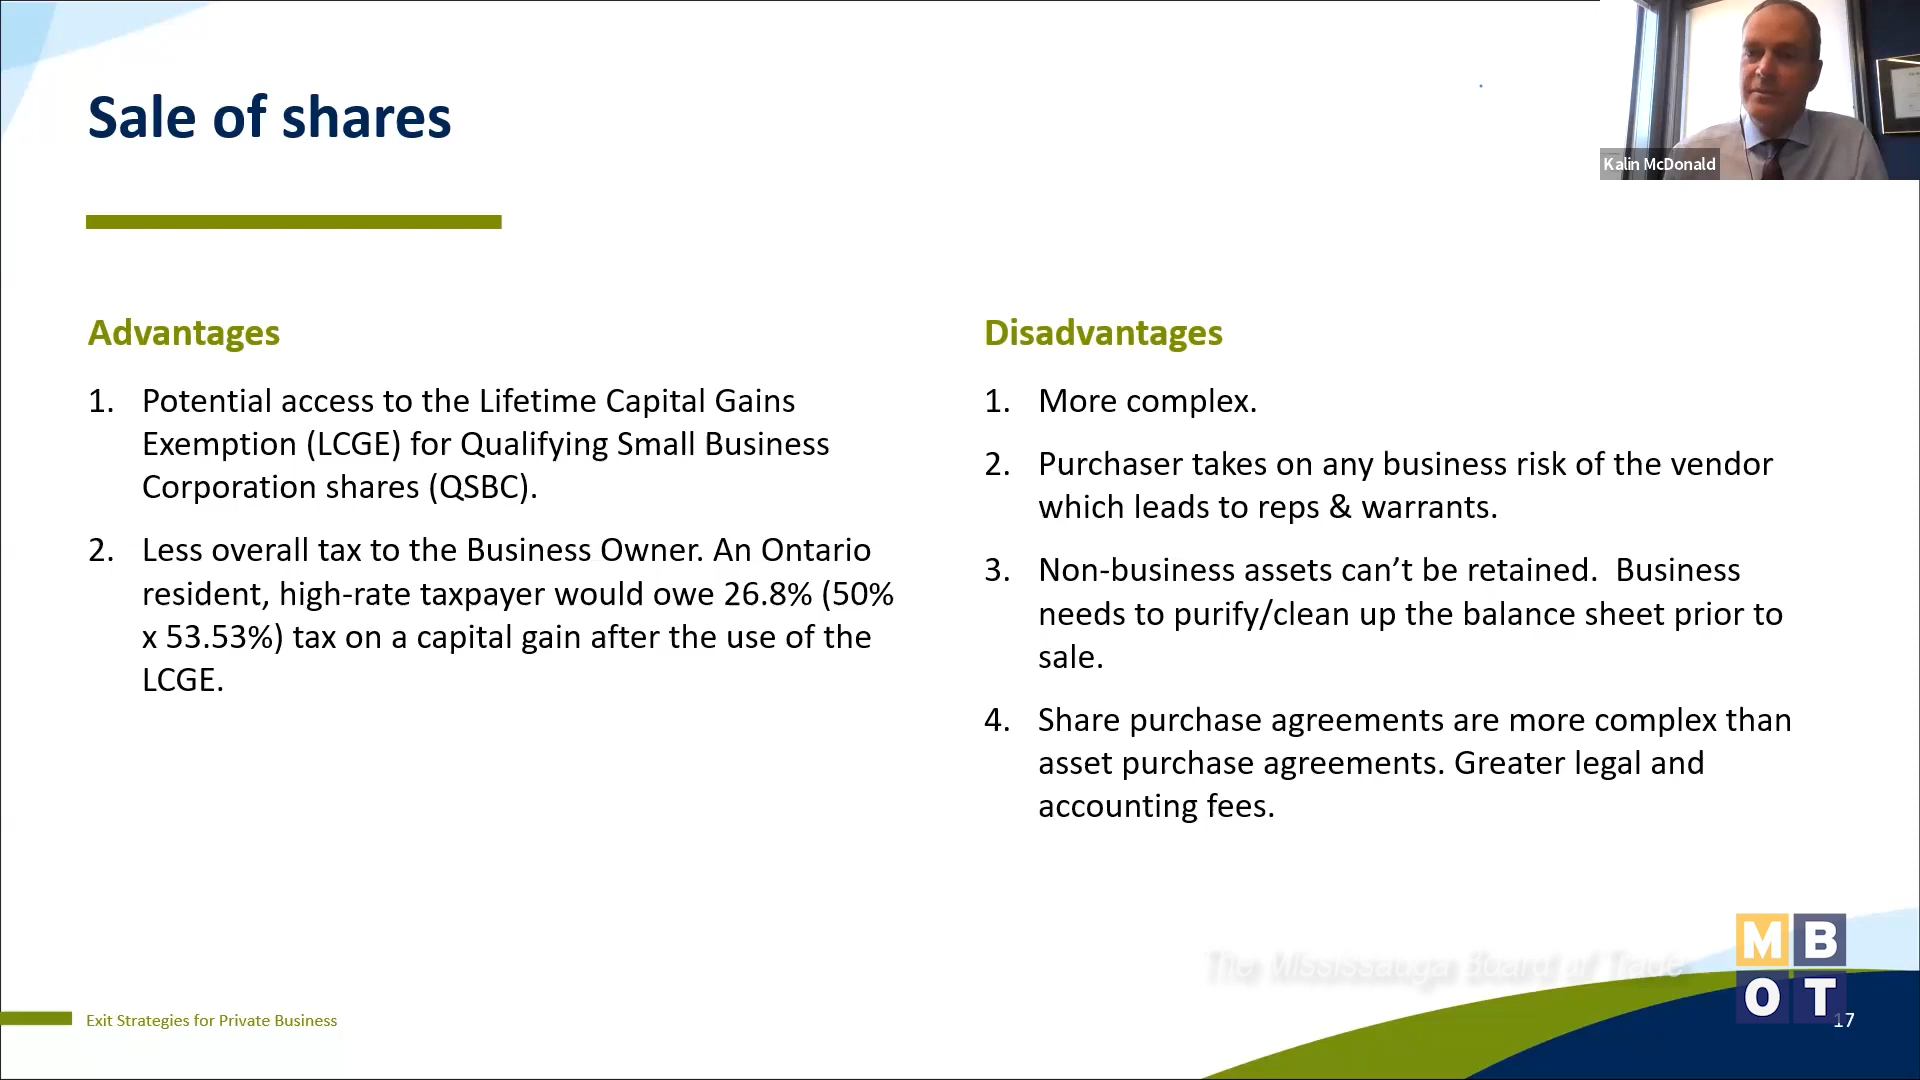 Sale of shares
Kalin McDonald
Advantages
1. Potential access to the Lifetime Capital Gains
Exemption (LCGE) for Qualifying Small Business
Corporation shares (QSBC).
2. Less overall tax to the Business Owner. An Ontario
resident, high-rate taxpayer would owe 26.8% (50%
x 53.53%) tax on a capital gain after the use of the
LCGE.
Disadvantages
1. More complex.
2. Purchaser takes on any business risk of the vendor
which leads to reps & warrants.
3. Non-business assets can’t be retained.  Business
needs to purify/clean up the balance sheet prior to
sale.
4. Share purchase agreements are more complex than
asset purchase agreements. Greater legal and
accounting fees.
The Mississauga Board of Trade
M B
O T
Exit Strategies for Private Business
17